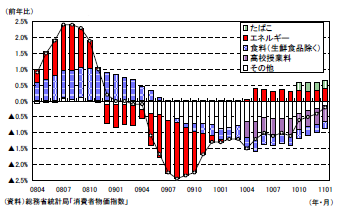 (前年比)
2.5%
2.0%
1.5%
1.0%
0.5%
0.0%
▲0.5%
▲1.0%
▲1.5%
▲2.0%
▲2.5%
たばこ
エネルギー
食料(生鮮食品除く)
高校授業料
その他
0804 0807 0810 0901 0904 0907 0910 1001 1004 1007 1010 1101
(資料)総務省統計局「消費者物価指数」 (年・月)